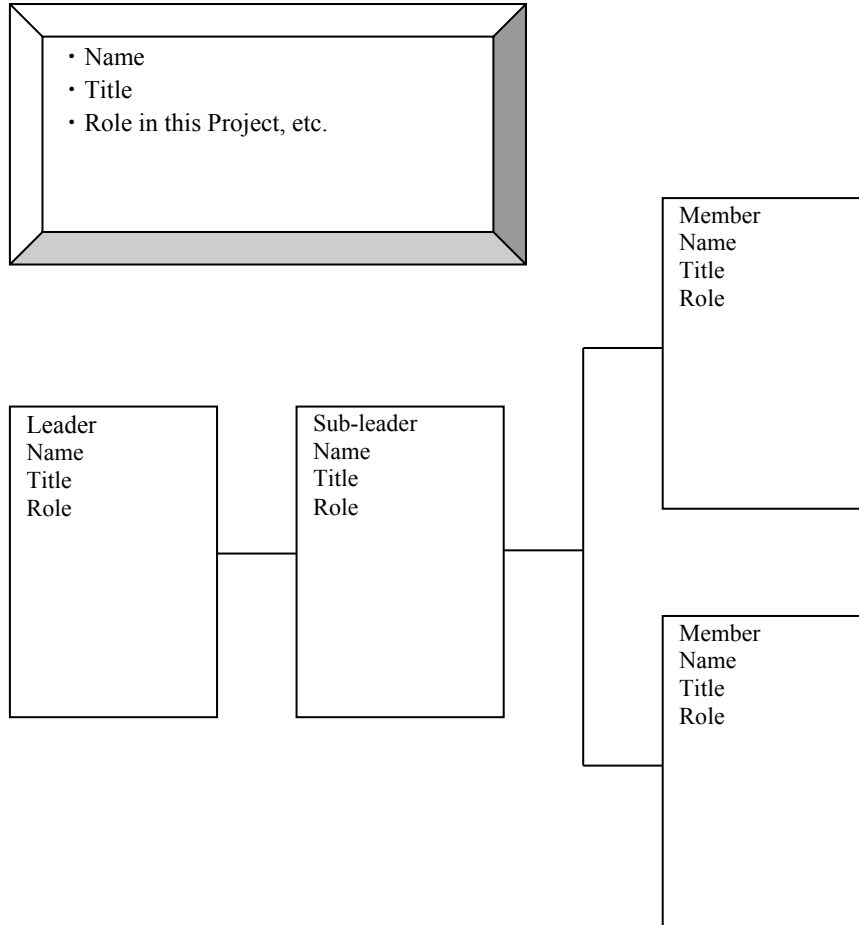 ・Name
・Title
・Role in this Project, etc.
Member
Name
Title
Role
Leader
Name
Title
Role
Sub-leader
Name
Title
Role
Member
Name
Title
Role